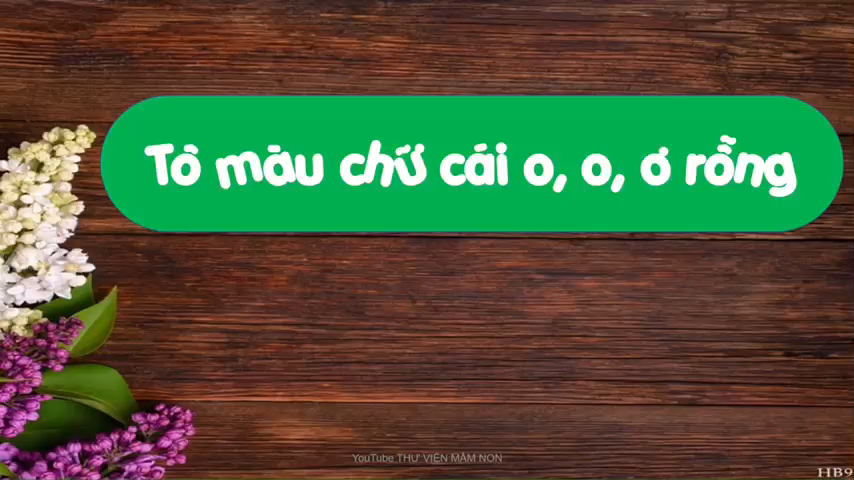 Tô màu chữ cái o, o, ơ rỗng
YouTube THƯ VIỆN MẦM NON
HB9